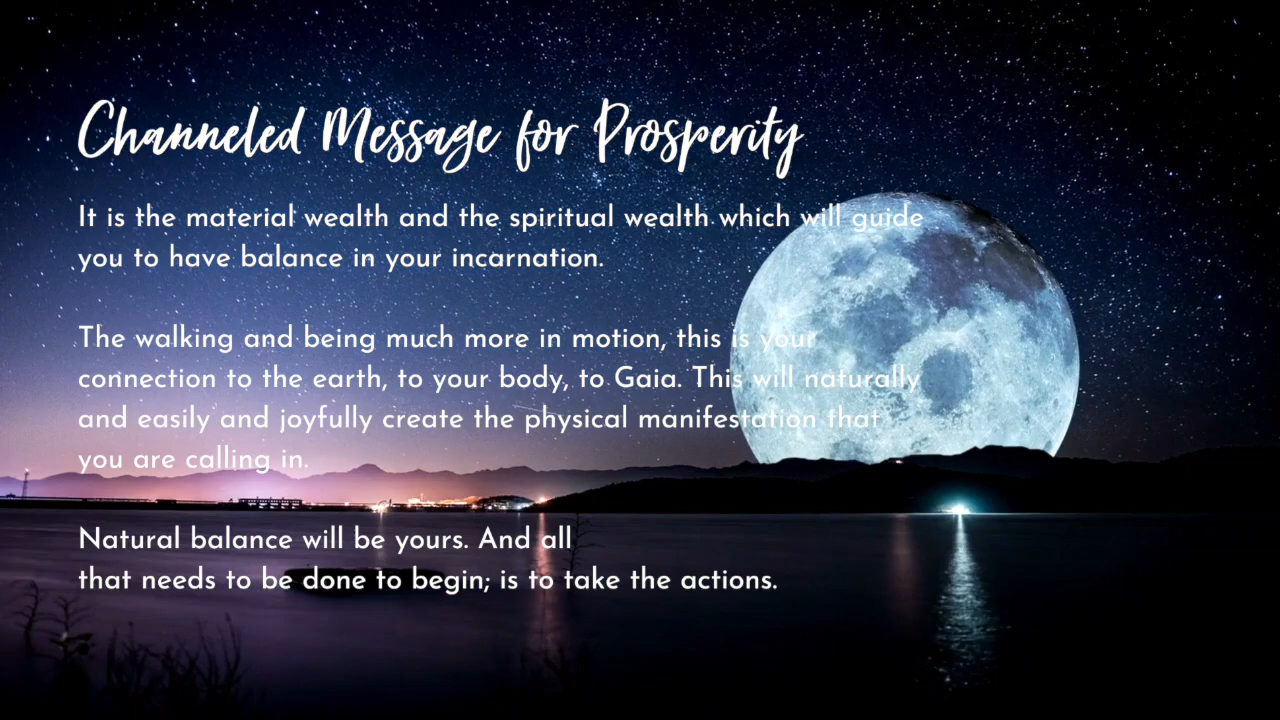 Channeled Message for Prosperity
It is the material wealth and the spiritual wealth which will guide
you to have balance in your incarnation.
The walking and being much more in motion, this is your
connection to the earth, to your body, to Gaia. This will naturally
and easily and joyfully create the physical manifestation that
you are calling in.
Natural balance will be yours. And all
that needs to be done to begin; is to take the actions.